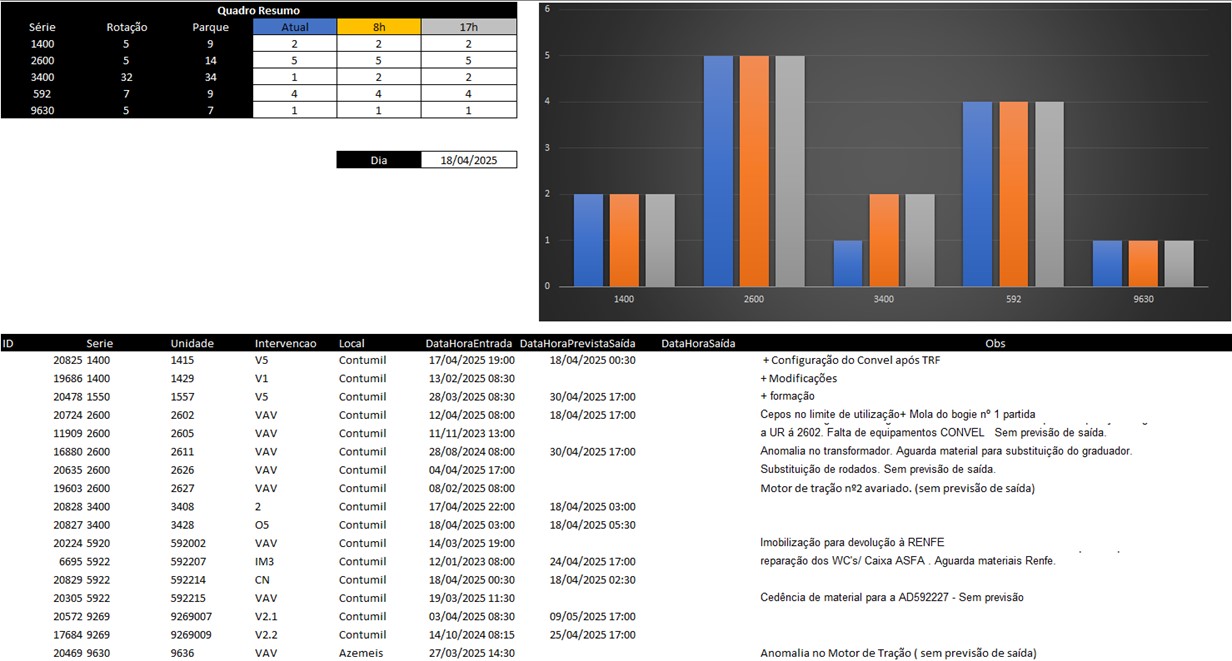 Quadro Resumo
Série Rotação Parque Atual 8h 17h
1400 5 9 2 2 2
2600 5 14 5 5 5
3400 32 34 1 2 2
592 7 9 4 4 4
9630 5 7 1 1 1
Dia 18/04/2025
6
5
4
3
2
1
0
1400 2600 3400 592 9630
ID Serie Unidade Intervencao Local DataHoraEntrada DataHoraPrevistaSaída DataHoraSaída Obs
20825 1400 1415 V5 Contumil 17/04/2025 19:00 18/04/2025 00:30 + Configuração do Convel após TRF
19686 1400 1429 V1 Contumil 13/02/2025 08:30 + Modificações
20478 1550 1557 V5 Contumil 28/03/2025 08:30 30/04/2025 17:00 + formação
20724 2600 2602 VAV Contumil 12/04/2025 08:00 18/04/2025 17:00 Cepos no limite de utilização+ Mola do bogie nº 1 partida
11909 2600 2605 VAV Contumil 11/11/2023 13:00 a UR á 2602. Falta de equipamentos CONVEL Sem previsão de saída.
16880 2600 2611 VAV Contumil 28/08/2024 08:00 30/04/2025 17:00 Anomalia no transformador. Aguarda material para substituição do graduador.
20635 2600 2626 VAV Contumil 04/04/2025 17:00 Substituição de rodados. Sem previsão de saída.
19603 2600 2627 VAV Contumil 08/02/2025 08:00 Motor de tração nº2 avariado. (sem previsão de saída)
20828 3400 3408 2 Contumil 17/04/2025 22:00 18/04/2025 03:00
20827 3400 3428 O5 Contumil 18/04/2025 03:00 18/04/2025 05:30
20224 5920 592002 VAV Contumil 14/03/2025 19:00 Imobilização para devolução á RENFE
6695 5922 592207 IM3 Contumil 12/01/2023 08:00 24/04/2025 17:00 reparação dos WC's/ Caixa ASFA . Aguarda materiais Renfe.
20829 5922 592214 CN Contumil 18/04/2025 00:30 18/04/2025 02:30
20305 5922 592215 VAV Contumil 19/03/2025 11:30 Cedência de material para a AD592227 - Sem previsão
20572 9269 9269007 V2.1 Contumil 03/04/2025 08:30 09/05/2025 17:00
17684 9269 9269009 V2.2 Contumil 14/10/2024 08:15 25/04/2025 17:00
20469 9630 9636 VAV Azemeis 27/03/2025 14:30 Anomalia no Motor de Tração ( sem previsão de saída)